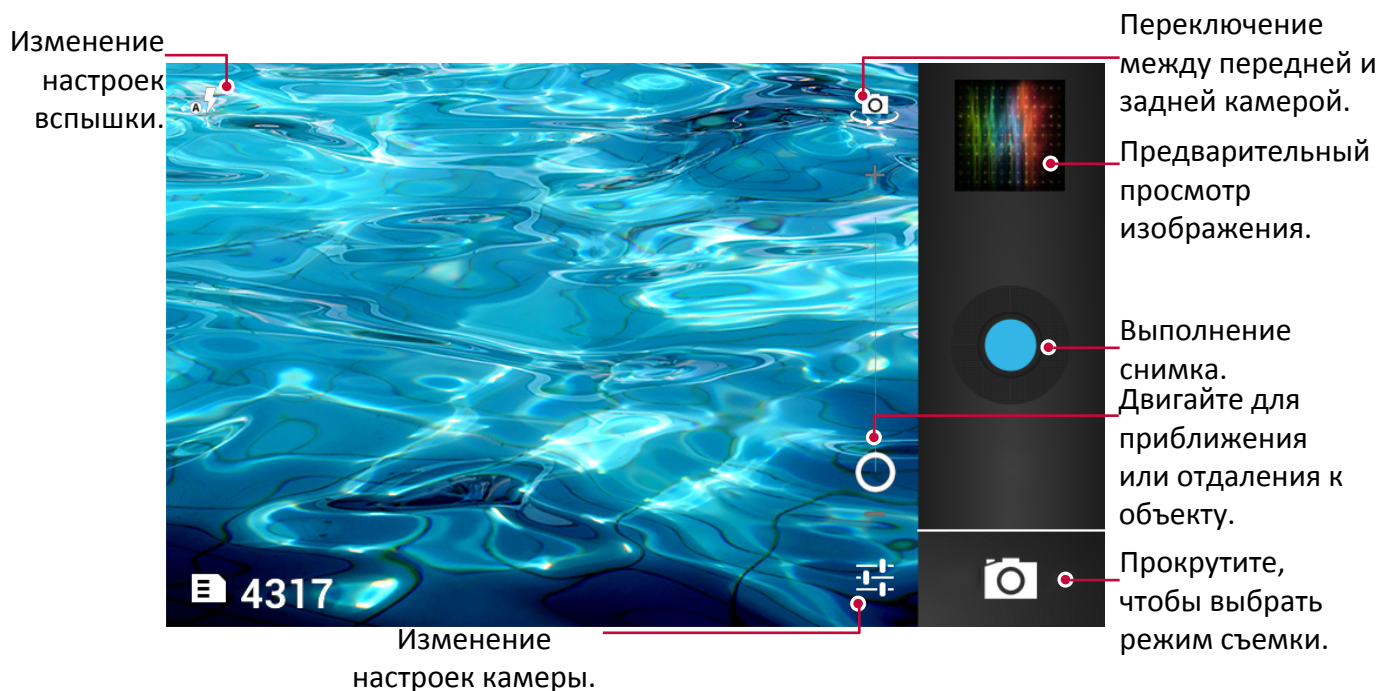 Изменение
настроек
вспышки.
Переключение
между передней и
задней камерой.
Предварительный
просмотр
изображения.
Выполнение
снимка.
Двигайте для
приближения
или отдаления к
объекту.
Прокрутите,
чтобы выбрать
режим съемки.
A
4317
Изменение
настроек камеры.